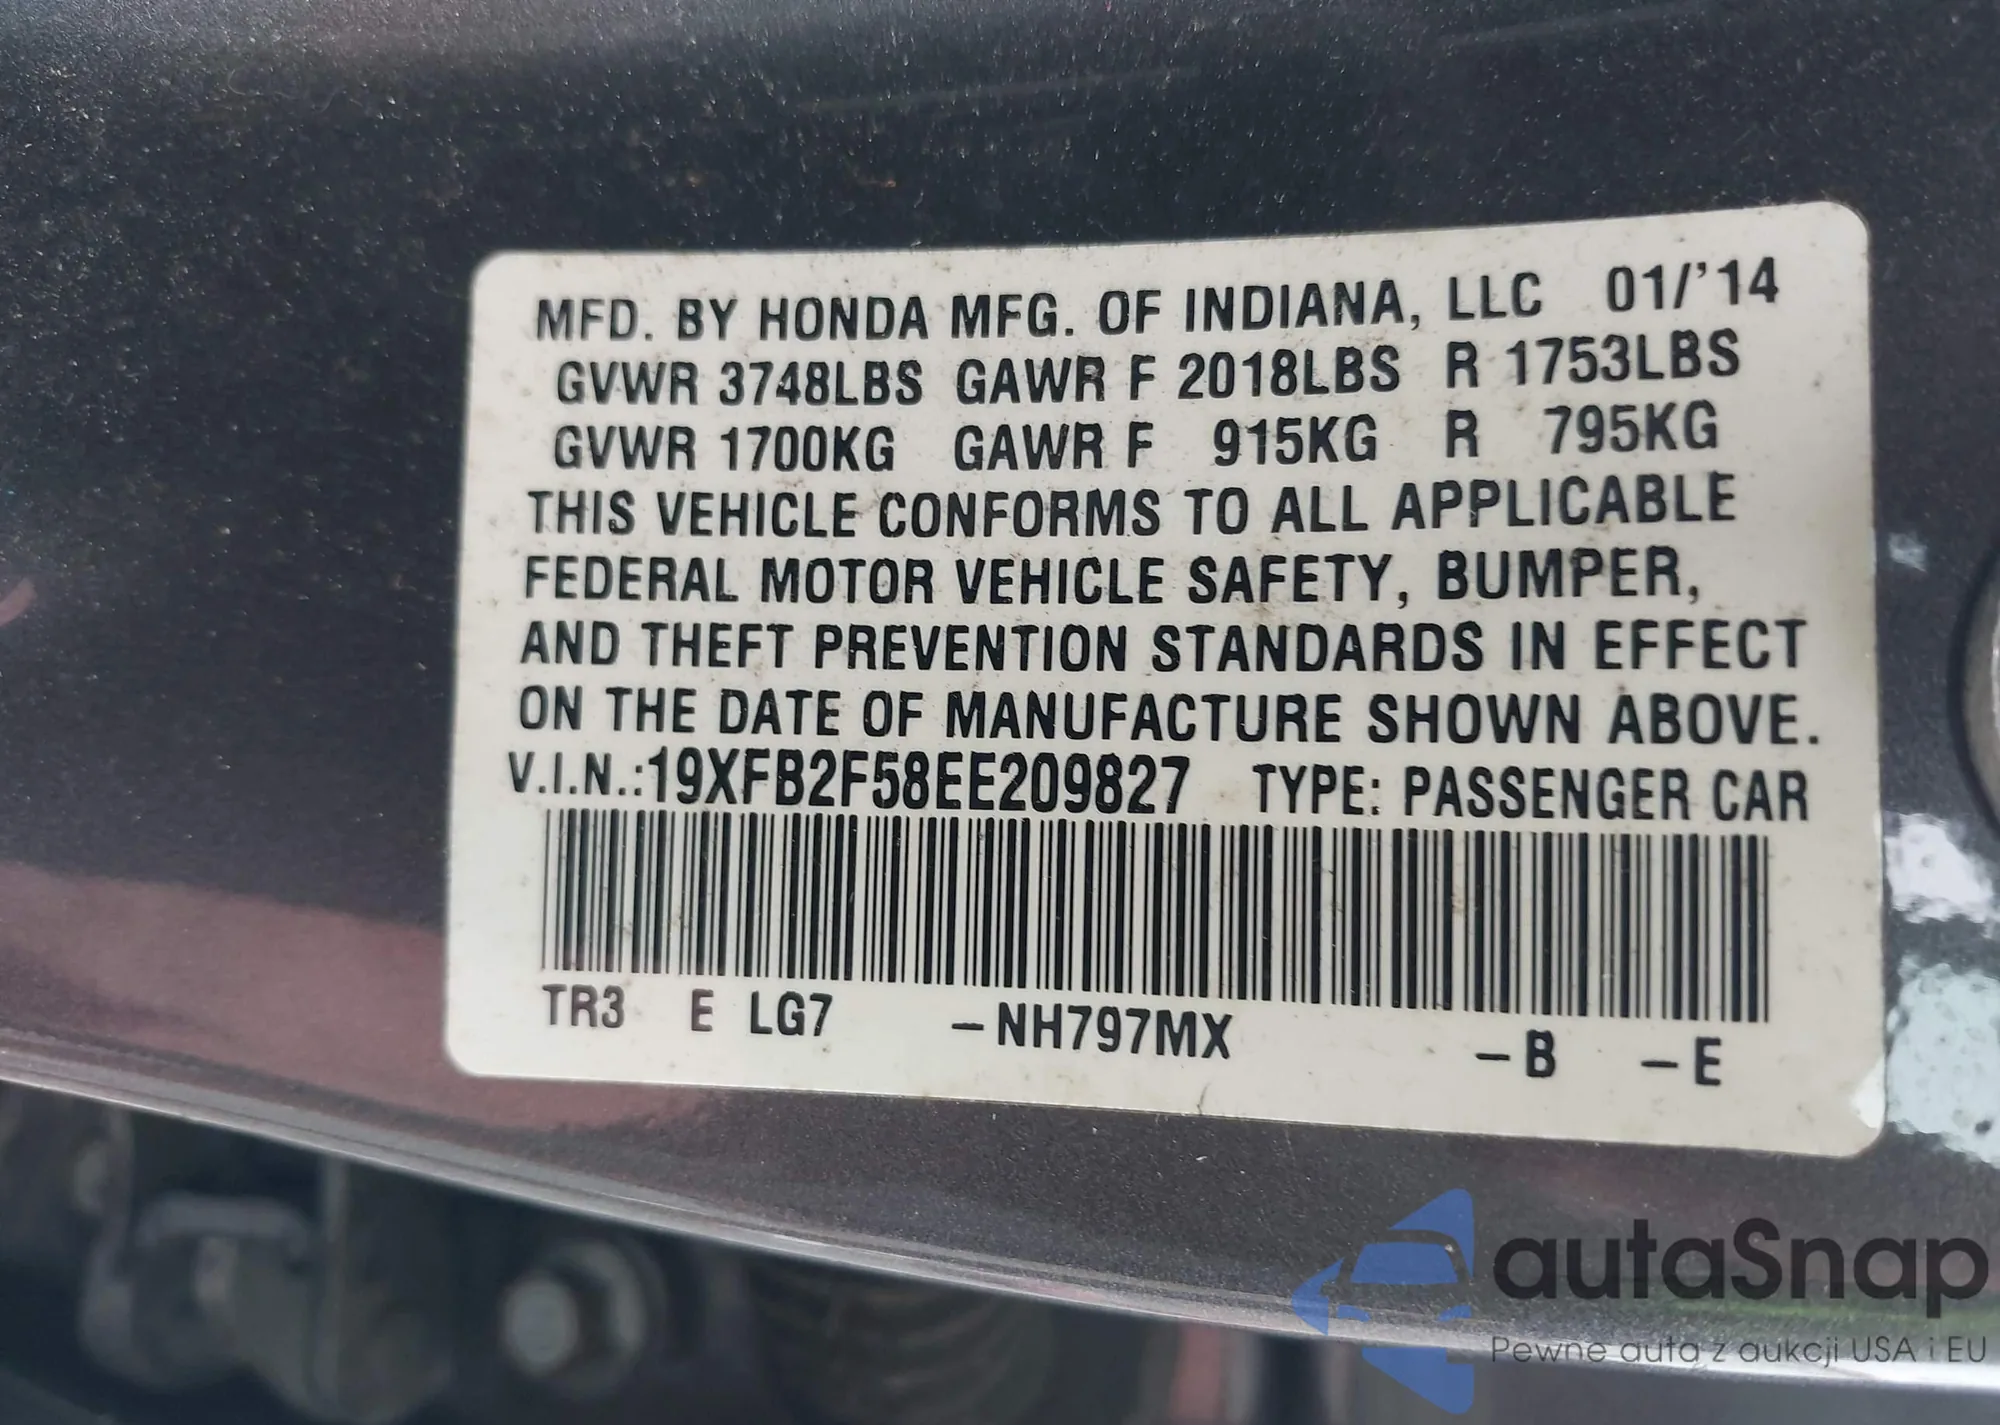 MFD. BY HONDA MFG. OF INDIANA, LLC 01/'14
GVWR 3748LBS GAWR F 2018LBS R 1753LBS
GVWR 1700KG GAWR F 915KG R 795KG
THIS VEHICLE CONFORMS TO ALL APPLICABLE
FEDERAL MOTOR VEHICLE SAFETY, BUMPER,
AND THEFT PREVENTION STANDARDS IN EFFECT
ON THE DATE OF MANUFACTURE SHOWN ABOVE.
V.I.N.:19XFB2F58EE209827 TYPE: PASSENGER CAR
TR3 E LG7 -NH797MX -B -E
autaSnap
Pewne auta z aukcji USA i EU